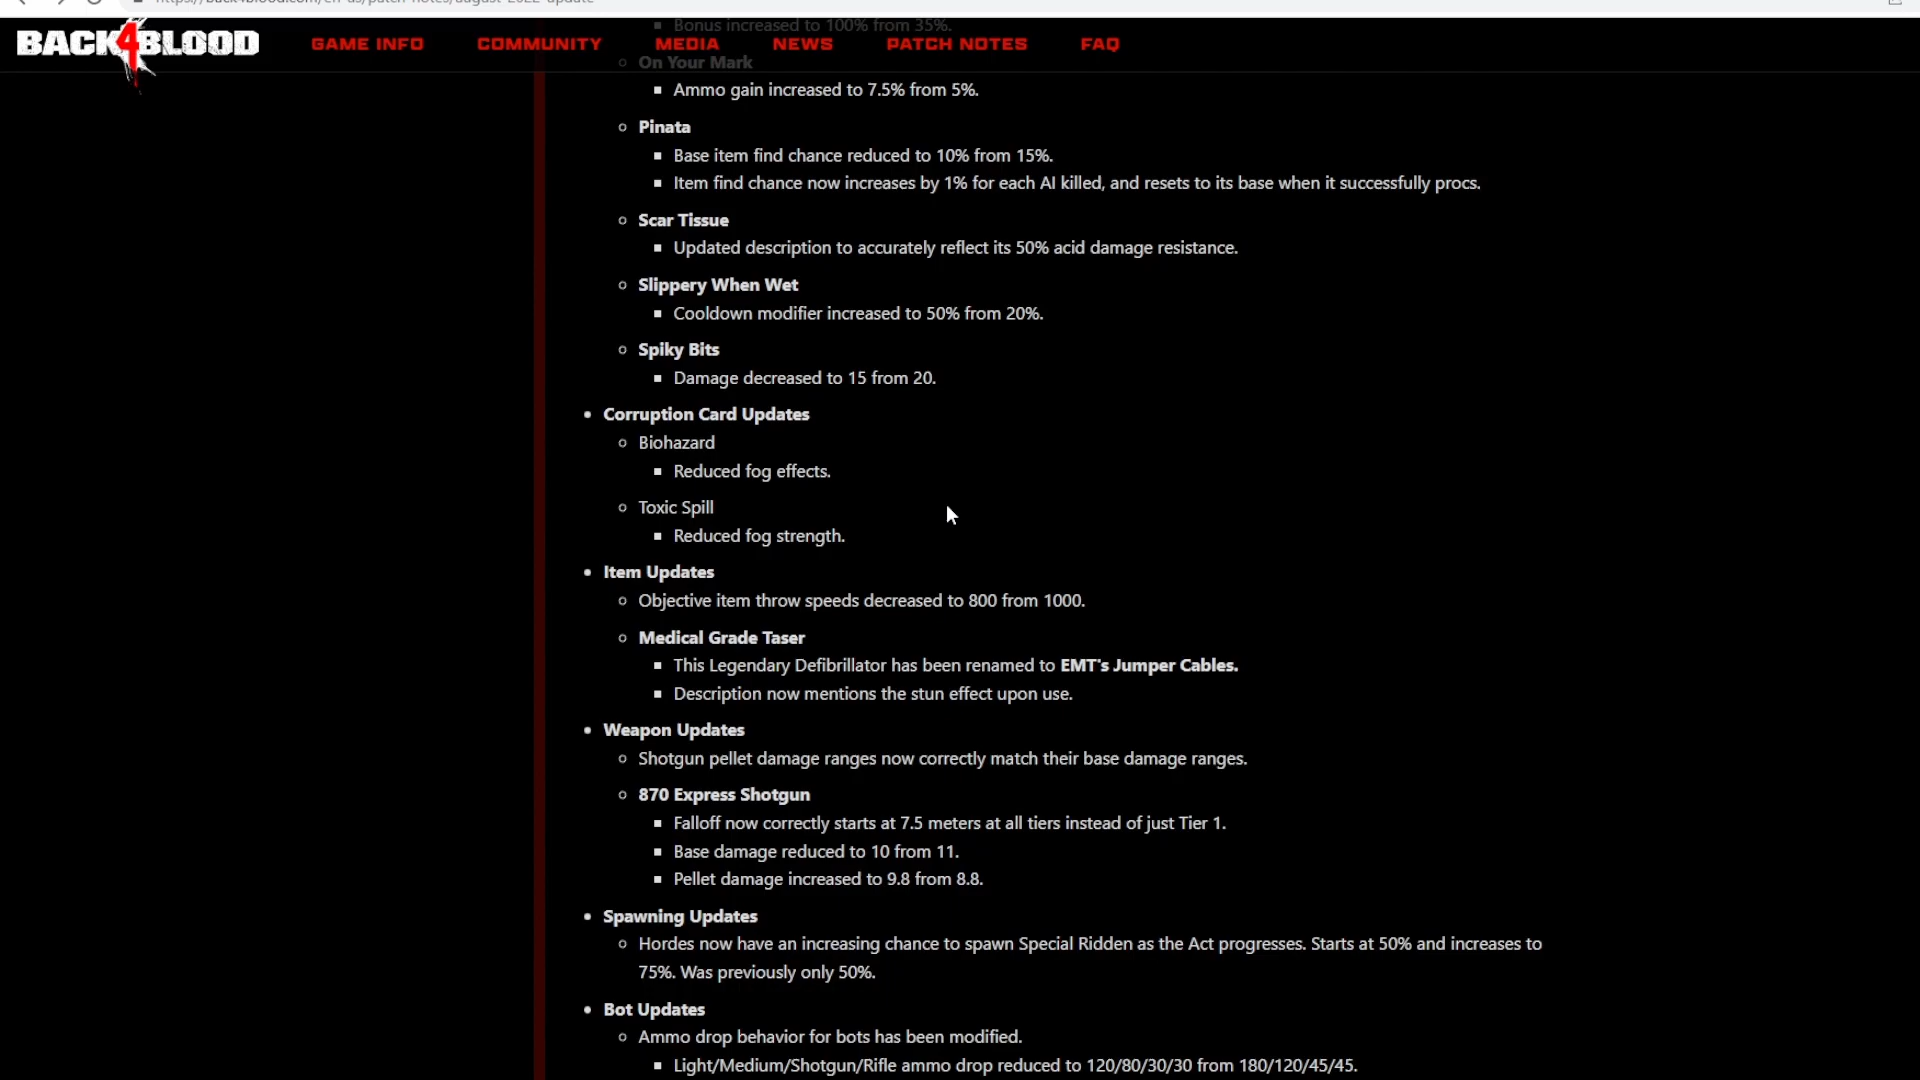 https://back4blood.com/en-us/patch-notes/august-2022-update
BACK4BLOOD
GAME INFO
COMMUNITY
MEDIA
NEWS
PATCH NOTES
FAQ
Bonus increased to 100% from 35%.
On Your Mark
Ammo gain increased to 7.5% from 5%.
Pinata
Base item find chance reduced to 10% from 15%.
Item find chance now increases by 1% for each AI killed, and resets to its base when it successfully procs.
Scar Tissue
Updated description to accurately reflect its 50% acid damage resistance.
Slippery When Wet
Cooldown modifier increased to 50% from 20%.
Spiky Bits
Damage decreased to 15 from 20.
Corruption Card Updates
Biohazard
Reduced fog effects.
Toxic Spill
Reduced fog strength.
Item Updates
Objective item throw speeds decreased to 800 from 1000.
Medical Grade Taser
This Legendary Defibrillator has been renamed to EMT's Jumper Cables.
Description now mentions the stun effect upon use.
Weapon Updates
Shotgun pellet damage ranges now correctly match their base damage ranges.
870 Express Shotgun
Falloff now correctly starts at 7.5 meters at all tiers instead of just Tier 1.
Base damage reduced to 10 from 11.
Pellet damage increased to 9.8 from 8.8.
Spawning Updates
Hordes now have an increasing chance to spawn Special Ridden as the Act progresses. Starts at 50% and increases to
75%. Was previously only 50%.
Bot Updates
Ammo drop behavior for bots has been modified.
Light/Medium/Shotgun/Rifle ammo drop reduced to 120/80/30/30 from 180/120/45/45.